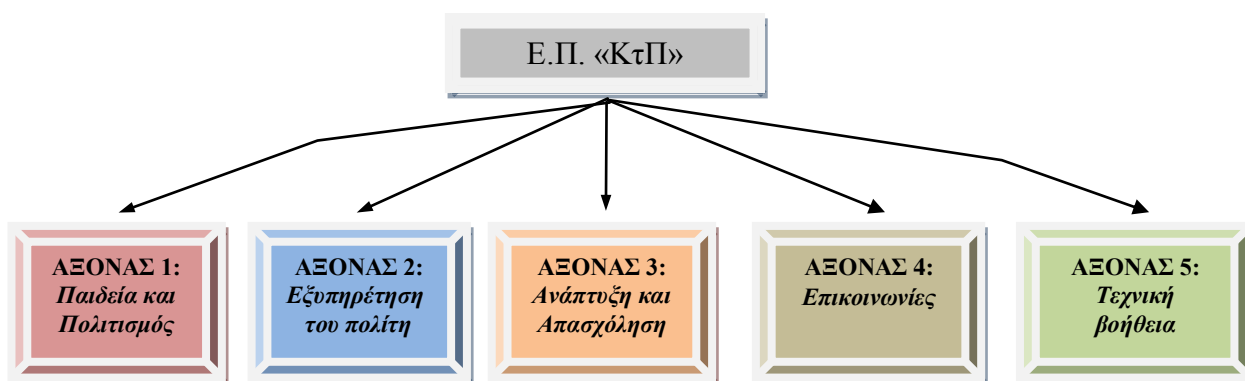 Ε.Π. «ΚτΠ»
ΑΞΟΝΑΣ 1:
Παιδεία και
Πολιτισμός
ΑΞΟΝΑΣ 2:
Εξυπηρέτηση
του πολίτη
ΑΞΟΝΑΣ 3:
Ανάπτυξη και
Απασχόληση
ΑΞΟΝΑΣ 4:
Επικοινωνίες
ΑΞΟΝΑΣ 5:
Τεχνική
βοήθεια